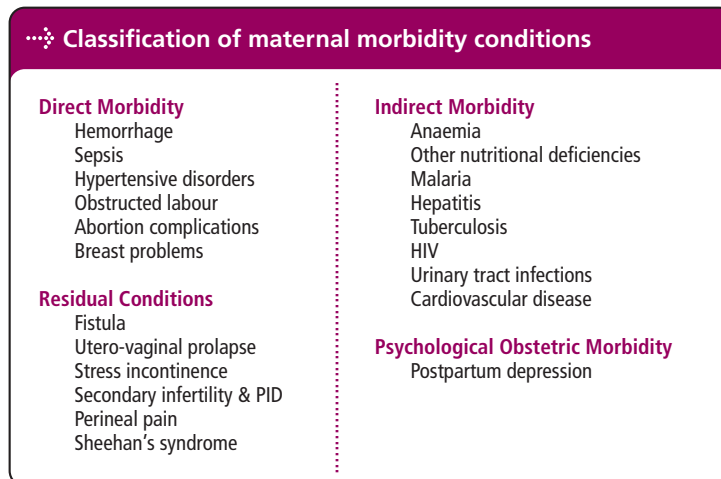 Classification of maternal morbidity conditions
Direct Morbidity
Hemorrhage
Sepsis
Hypertensive disorders
Obstructed labour
Abortion complications
Breast problems
Residual Conditions
Fistula
Utero-vaginal prolapse
Stress incontinence
Secondary infertility & PID
Perineal pain
Sheehan's syndrome
Indirect Morbidity
Anaemia
Other nutritional deficiencies
Malaria
Hepatitis
Tuberculosis
HIV
Urinary tract infections
Cardiovascular disease
Psychological Obstetric Morbidity
Postpartum depression